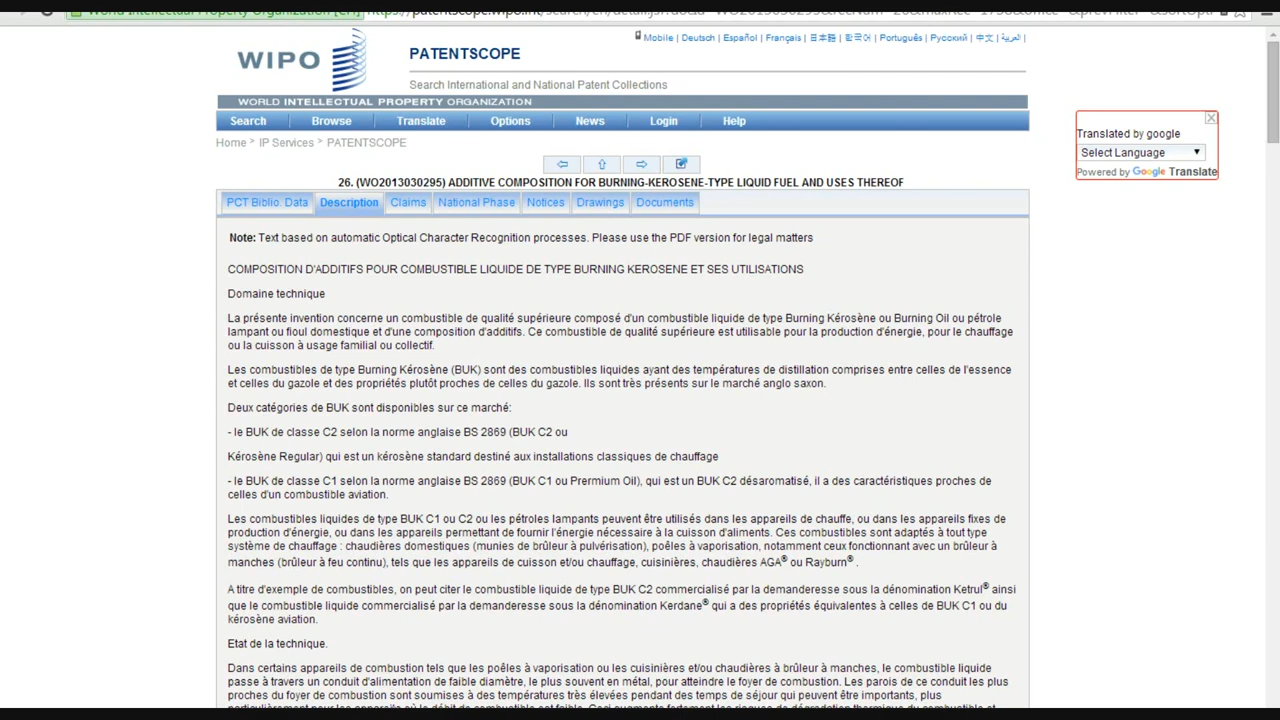 Mobile | Deutsch | Español | Français | 日本語 | 한국어 | Português | Русский | 中文 | العربية |
WIPO
PATENTSCOPE
Search International and National Patent Collections
WORLD INTELLECTUAL PROPERTY ORGANIZATION
Search Browse Translate Options News Login Help
Translated by google
Home > IP Services > PATENTSCOPE
Select Language
Powered by Google Translate
26. (WO2013030295) ADDITIVE COMPOSITION FOR BURNING-KEROSENE-TYPE LIQUID FUEL AND USES THEREOF
PCT Biblio. Data Description Claims National Phase Notices Drawings Documents
Note: Text based on automatic Optical Character Recognition processes. Please use the PDF version for legal matters
COMPOSITION D'ADDITIFS POUR COMBUSTIBLE LIQUIDE DE TYPE BURNING KEROSENE ET SES UTILISATIONS
Domaine technique
La présente invention concerne un combustible de qualité supérieure composé d'un combustible liquide de type Burning Kérosène ou Burning Oil ou pétrole
lampant ou fioul domestique et d'une composition d'additifs. Ce combustible de qualité supérieure est utilisable pour la production d'énergie, pour le chauffage
ou la cuisson à usage familial ou collectif.
Les combustibles de type Burning Kérosène (BUK) sont des combustibles liquides ayant des températures de distillation comprises entre celles de l'essence
et celles du gazole et des propriétés plutôt proches de celles du gazole. Ils sont très présents sur le marché anglo saxon.
Deux catégories de BUK sont disponibles sur ce marché:
- le BUK de classe C2 selon la norme anglaise BS 2869 (BUK C2 ou
Kérosène Regular) qui est un kérosène standard destiné aux installations classiques de chauffage
- le BUK de classe C1 selon la norme anglaise BS 2869 (BUK C1 ou Prermium Oil), qui est un BUK C2 désaromatisé, il a des caractéristiques proches de
celles d'un combustible aviation.
Les combustibles liquides de type BUK C1 ou C2 ou les pétroles lampants peuvent être utilisés dans les appareils de chauffe, ou dans les appareils fixes de
production d'énergie, ou dans les appareils permettant de fournir l'énergie nécessaire à la cuisson d'aliments. Ces combustibles sont adaptés à tout type
système de chauffage : chaudières domestiques (munies de brûleur à pulvérisation), poêles à vaporisation, notamment ceux fonctionnant avec un brûleur à
manches (brûleur à feu continu), tels que les appareils de cuisson et/ou chauffage, cuisinières, chaudières AGA® ou Rayburn® .
A titre d'exemple de combustibles, on peut citer le combustible liquide de type BUK C2 commercialisé par la demanderesse sous la dénomination Ketrul® ainsi
que le combustible liquide commercialisé par la demanderesse sous la dénomination Kerdane® qui a des propriétés équivalentes à celles de BUK C1 ou du
kérosène aviation.
Etat de la technique.
Dans certains appareils de combustion tels que les poêles à vaporisation ou les cuisinières et/ou chaudières à brûleur à manches, le combustible liquide
passe à travers un conduit d'alimentation de faible diamètre, le plus souvent en métal, pour atteindre le foyer de combustion. Les parois de ce conduit les plus
proches du foyer de combustion sont soumises à des températures très élevées pendant des temps de séjour qui peuvent être importants, plus